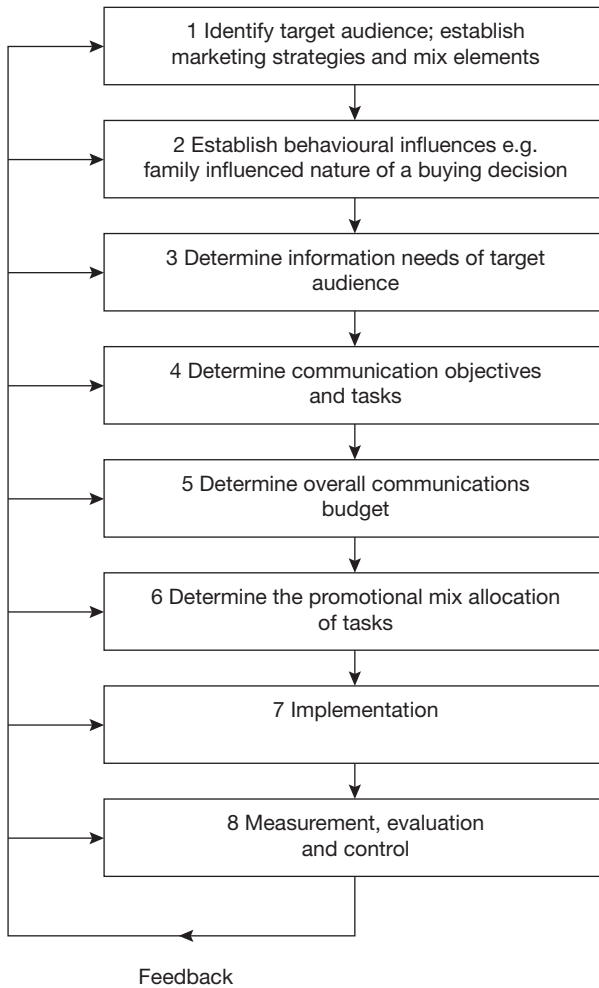 1 Identify target audience; establish
marketing strategies and mix elements
2 Establish behavioural influences e.g.
family influenced nature of a buying decision
3 Determine information needs of target
audience
4 Determine communication objectives
and tasks
5 Determine overall communications
budget
6 Determine the promotional mix allocation
of tasks
7 Implementation
8 Measurement, evaluation
and control
Feedback